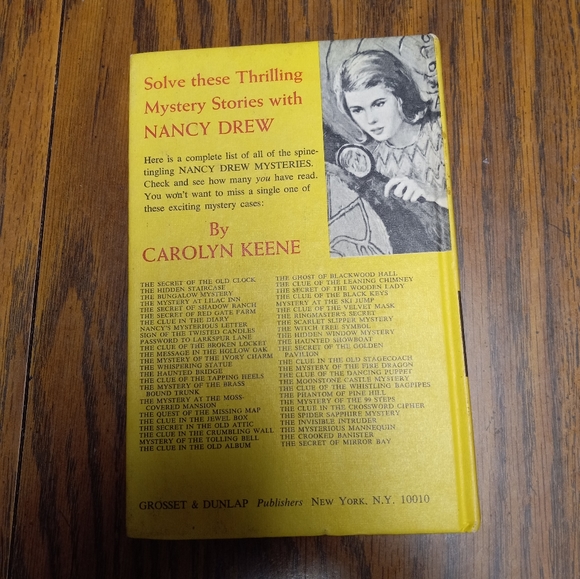 Solve these Thrilling
Mystery Stories with
NANCY DREW
Here is a complete list of all of the spine-
tingling NANCY DREW MYSTERIES.
Check and see how many you have read.
You won't want to miss a single one of
these exciting mystery cases:
By
CAROLYN KEENE
THE SECRET OF THE OLD CLOCK
THE HIDDEN STAIRCASE
THE BUNGALOW MYSTERY
THE MYSTERY AT LILAC INN
THE SECRET OF SHADOW RANCH
THE SECRET OF RED GATE FARM
THE CLUE IN THE DIARY
NANCY'S MYSTERIOUS LETTER
SIGN OF THE TWISTED CANDLES
PASSWORD TO LARKSPUR LANE
THE CLUE OF THE BROKEN LOCKET
THE MESSAGE IN THE HOLLOW OAK
THE MYSTERY OF THE IVORY CHARM
THE WHISPERING STATUE
THE HAUNTED BRIDGE
THE CLUE OF THE TAPPING HEELS
THE MYSTERY OF THE BRASS
BOUND TRUNK
THE MYSTERY AT THE MOSS-
COVERED MANSION
THE QUEST OF THE MISSING MAP
THE CLUE IN THE JEWEL BOX
THE SECRET IN THE OLD ATTIC
THE CLUE IN THE CRUMBLING WALL
MYSTERY OF THE TOLLING BELL
THE CLUE IN THE OLD ALBUM
THE GHOST OF BLACKWOOD HALL
THE CLUE OF THE LEANING CHIMNEY
THE SECRET OF THE WOODEN LADY
THE CLUE OF THE BLACK KEYS
MYSTERY AT THE SKI JUMP
THE CLUE OF THE VELVET MASK
THE RINGMASTER'S SECRET
THE SCARLET SLIPPER MYSTERY
THE WITCH TREE SYMBOL
THE HIDDEN WINDOW MYSTERY
THE HAUNTED SHOWBOAT
THE SECRET OF THE GOLDEN
PAVILION
THE CLUE IN THE OLD STAGECOACH
THE MYSTERY OF THE FIRE DRAGON
THE CLUE OF THE DANCING PUPPET
THE MOONSTONE CASTLE MYSTERY
THE CLUE OF THE WHISTLING BAGPIPES
THE PHANTOM OF PINE HILL
THE MYSTERY OF THE 99 STEPS
THE CLUE IN THE CROSSWORD CIPHER
THE SPIDER SAPPHIRE MYSTERY
THE INVISIBLE INTRUDER
THE MYSTERIOUS MANNEQUIN
THE CROOKED BANISTER
THE SECRET OF MIRROR BAY
GROSSET & DUNLAP Publishers NEW YORK, N.Y. 10010